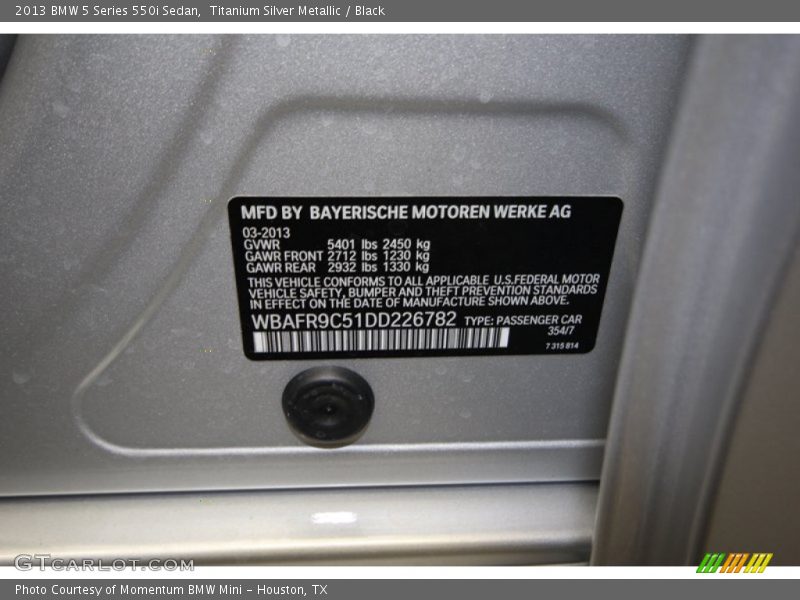 2013 BMW 5 Series 550i Sedan,  Titanium Silver Metallic / Black
MFD BY BAYERISCHE MOTOREN WERKE AG
03-2013
GVWR 5401 lbs 2450 kg
GAWR FRONT 2712 lbs 1230 kg
GAWR REAR 2932 lbs 1330 kg
THIS VEHICLE CONFORMS TO ALL APPLICABLE U.S.FEDERAL MOTOR
VEHICLE SAFETY, BUMPER AND THEFT PREVENTION STANDARDS
IN EFFECT ON THE DATE OF MANUFACTURE SHOWN ABOVE.
WBAFR9C51DD226782 TYPE: PASSENGER CAR
354/7
7 315 814
GTCARLOT.COM
Photo Courtesy of Momentum BMW Mini - Houston, TX